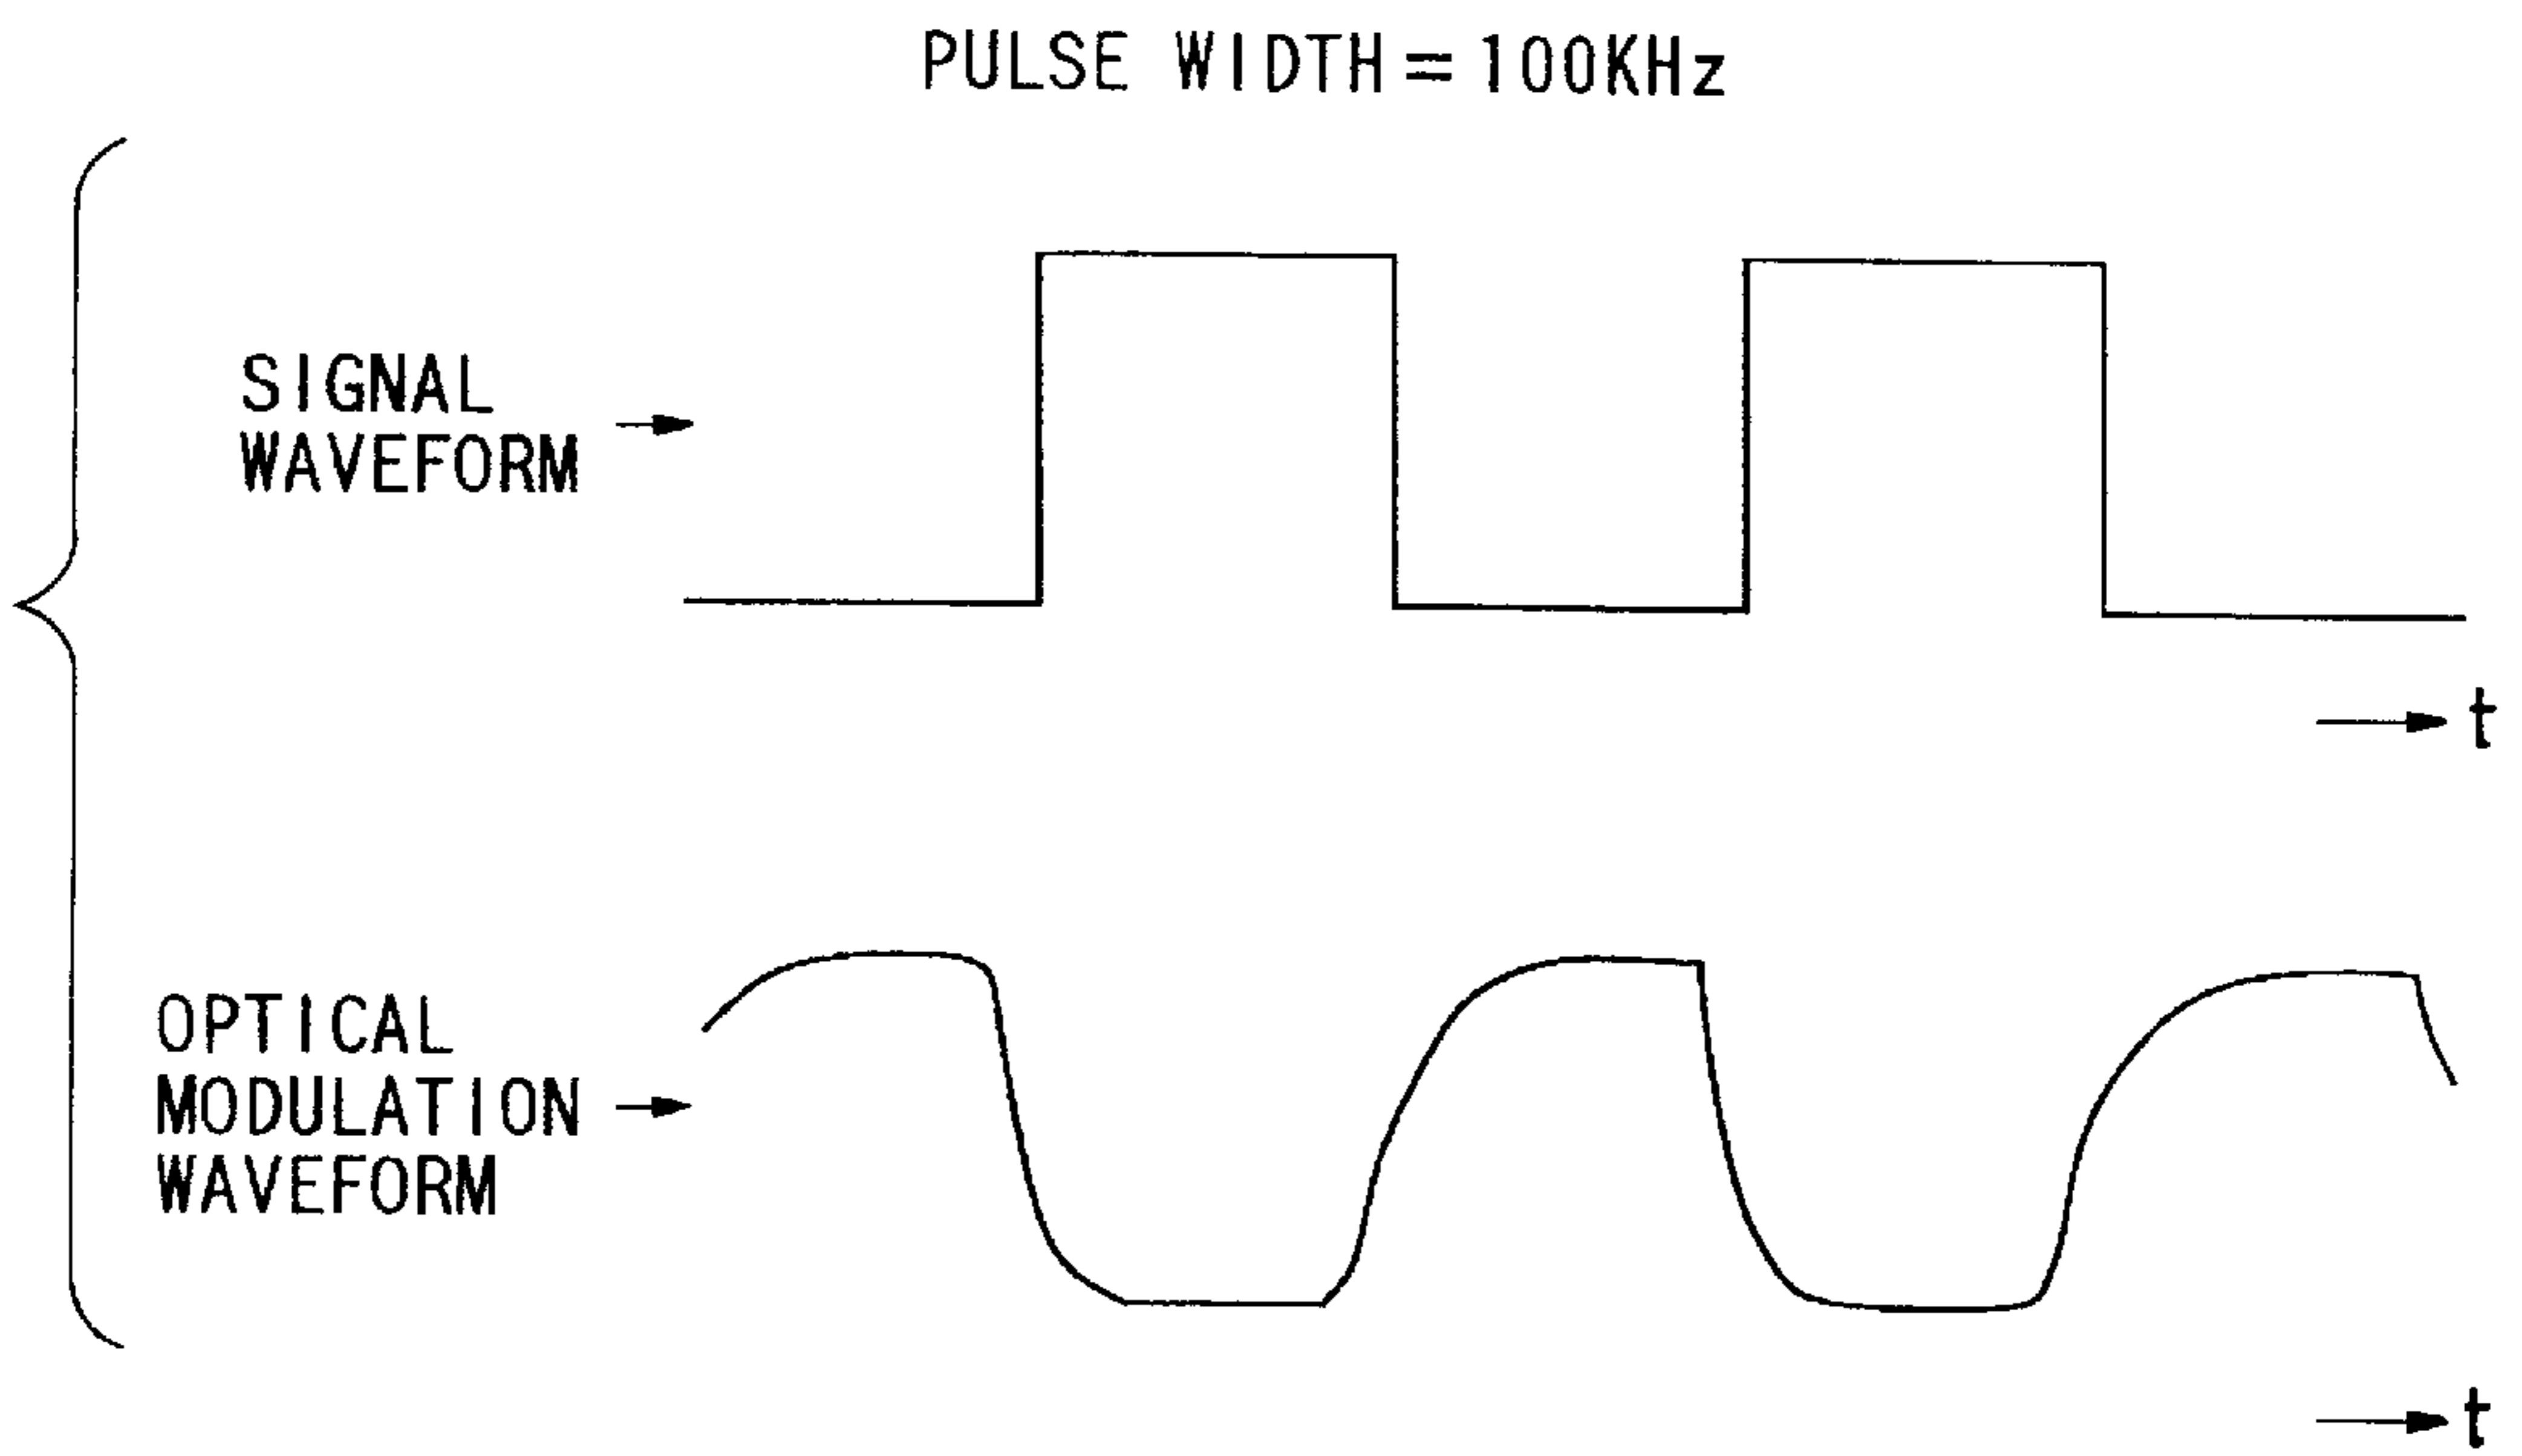 PULSE WIDTH=100KHz
SIGNAL
WAVEFORM
t
OPTICAL
MODULATION
WAVEFORM
t